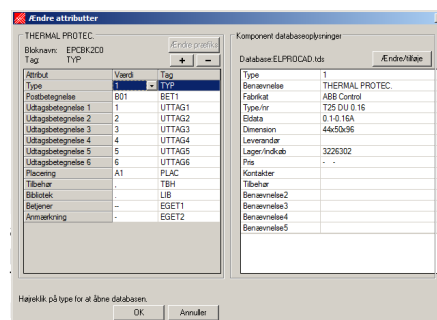 Ændre attributter
THERMAL PROTEC.
Bloknavn: EPCBK2C0
Tag: TYP
Ændre præfiks
+ −
Attribut Værdi Tag
Type 1 TYP
Postbetegnelse B01 BET1
Udtagsbetegnelse 1 1 UTTAG1
Udtagsbetegnelse 2 2 UTTAG2
Udtagsbetegnelse 3 3 UTTAG3
Udtagsbetegnelse 4 4 UTTAG4
Udtagsbetegnelse 5 5 UTTAG5
Udtagsbetegnelse 6 6 UTTAG6
Placering A1 PLAC
Tilbehør . TBH
Bibliotek . LIB
Betjener – EGET1
Anmærkning - EGET2
Komponent databaseoplysninger
Database:ELPROCAD.tds
Ændre/tilføje
Type 1
Benævnelse THERMAL PROTEC.
Fabrikat ABB Control
Type/nr T25 DU 0.16
Eldata 0.1-0.16A
Dimension 44x50x96
Leverandør
Lager/indkøb 3226302
Pris - -
Kontakter
Tilbehør
Benævnelse2
Benævnelse3
Benævnelse4
Benævnelse5
Højreklik på type for at åbne databasen.
OK Annuller